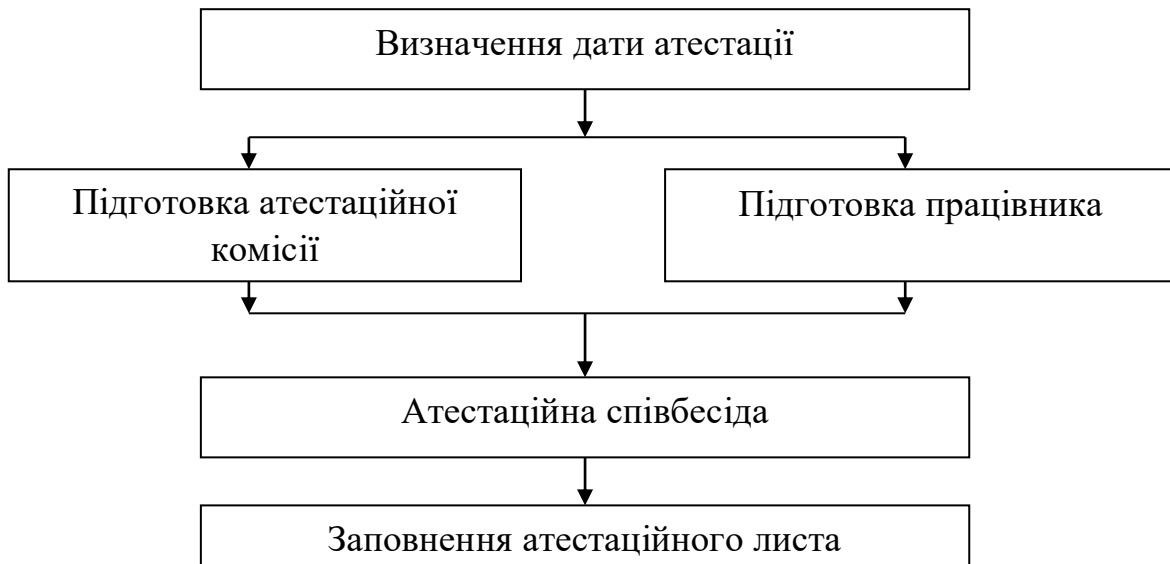 Визначення дати атестації
Підготовка атестаційної
комісії
Підготовка працівника
Атестаційна співбесіда
Заповнення атестаційного листа